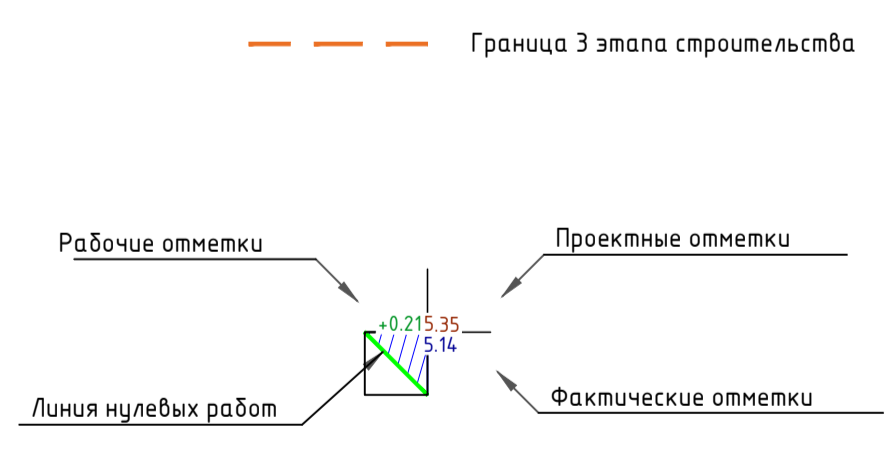 Граница 3 этапа строительства
Рабочие отметки
Проектные отметки
+0.21 5.35
5.14
Линия нулевых работ
Фактические отметки